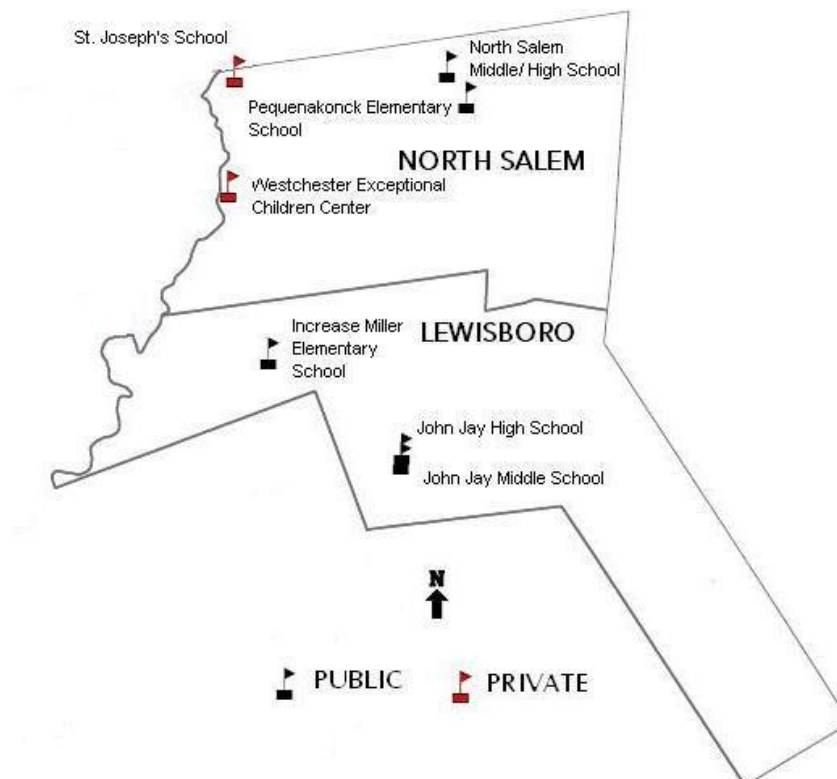 St. Joseph's School
North Salem
Middle/ High School
Pequenakonck Elementary
School
NORTH SALEM
Westchester Exceptional
Children Center
Increase Miller
Elementary
School
LEWISBORO
John Jay High School
John Jay Middle School
N
PUBLIC
PRIVATE